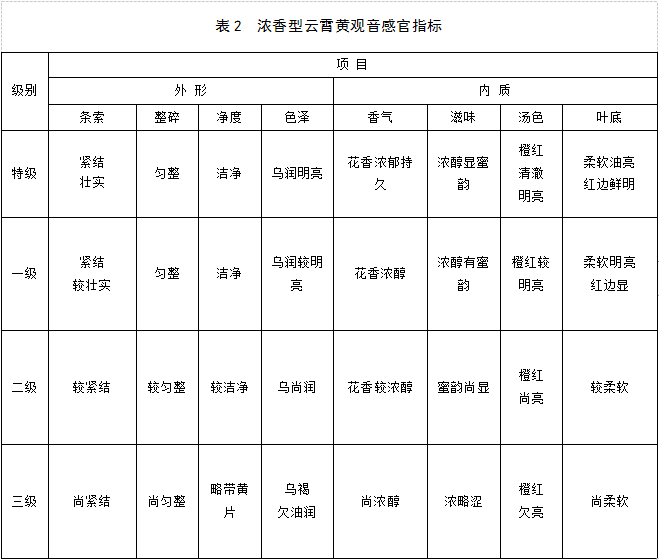 表2 浓香型云霄黄观音感官指标
级别
项 目
外 形
内 质
条索
整碎
净度
色泽
香气
滋味
汤色
叶底
特级
紧结
壮实
匀整
洁净
乌润明亮
花香浓郁持
久
浓醇显蜜
韵
橙红
清澈
明亮
柔软油亮
红边鲜明
一级
紧结
较壮实
匀整
洁净
乌润较明
亮
花香浓醇
浓醇有蜜
韵
橙红较
明亮
柔软明亮
红边显
二级
较紧结
较匀整
较洁净
乌尚润
花香较浓醇
蜜韵尚显
橙红
尚亮
较柔软
三级
尚紧结
尚匀整
略带黄
片
乌褐
欠油润
尚浓醇
浓略涩
橙红
欠亮
尚柔软